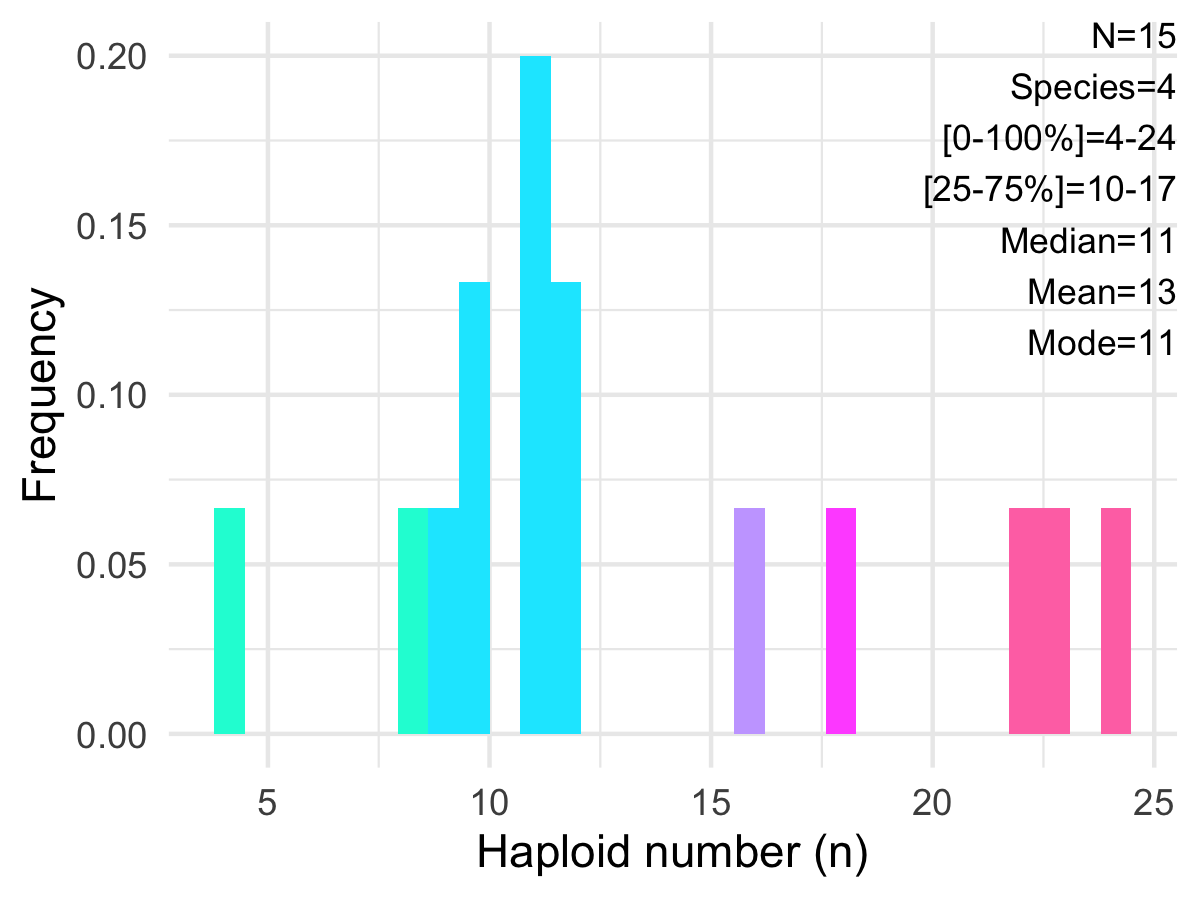 N=15
Species=4
[0-100%]=4-24
[25-75%]=10-17
Median=11
Mean=13
Mode=11
Frequency
0.20
0.15
0.10
0.05
0.00
5 10 15 20 25
Haploid number (n)